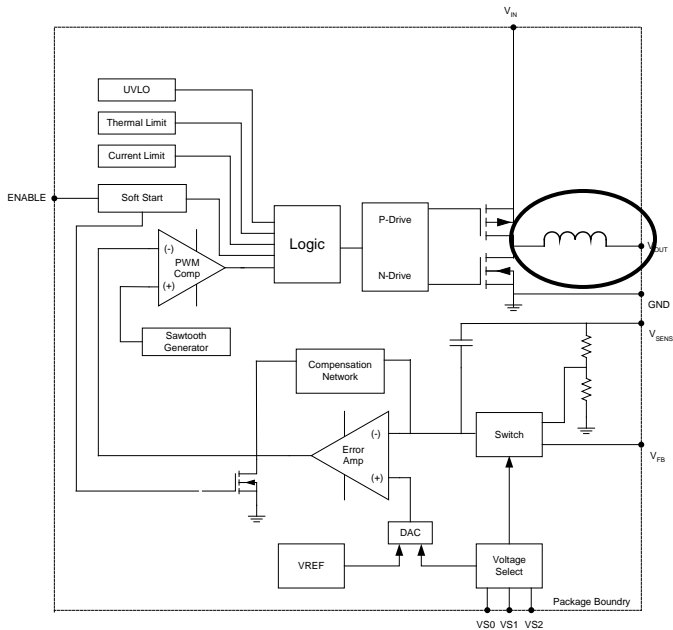 VIN
UVLO
Thermal Limit
Current Limit
ENABLE
Soft Start
P-Drive
Logic
(-)
PWM
Comp
(+)
N-Drive
VOUT
GND
Sawtooth
Generator
VSENS
Compensation
Network
(-)
Switch
Error
Amp
(+)
VFB
DAC
VREF
Voltage
Select
Package Boundry
VS0 VS1 VS2